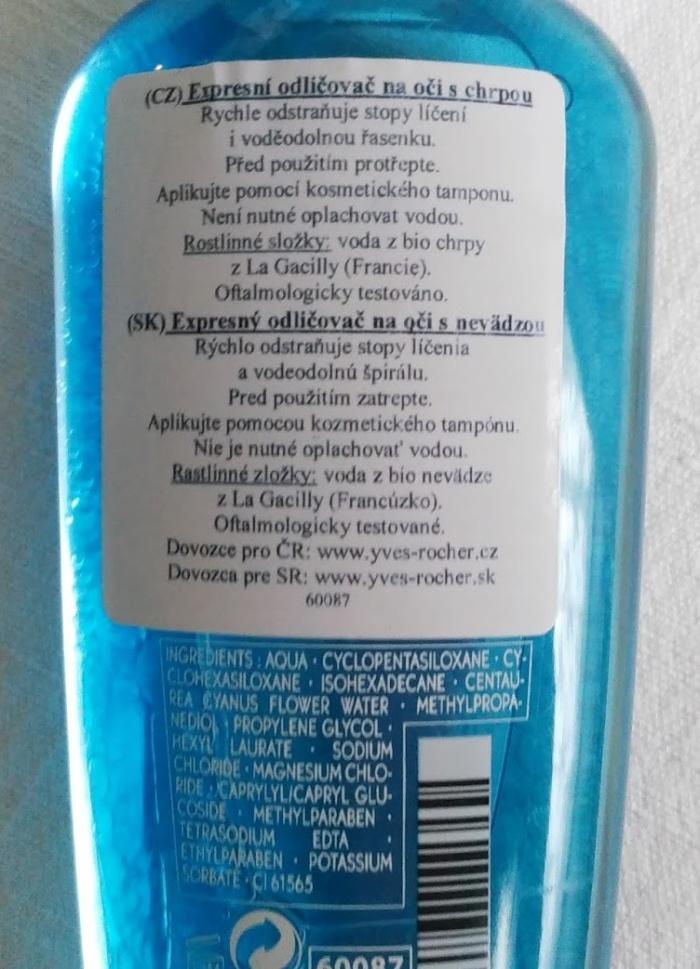 (CZ) Expresní odličovač na oči s chrpou
Rychle odstraňuje stopy líčení
i voděodolnou řasenku.
Před použitím protřepte.
Aplikujte pomocí kosmetického tamponu.
Není nutné oplachovat vodou.
Rostlinné složky: voda z bio chrpy
z La Gacilly (Francie).
Oftalmologicky testováno.
(SK) Expresný odličovač na oči s nevädzou
Rýchlo odstraňuje stopy líčenia
a vodeodolnú špirálu.
Pred použitím zatrepte.
Aplikujte pomocou kozmetického tampónu.
Nie je nutné oplachovať vodou.
Rastlinné zložky: voda z bio nevädze
z La Gacilly (Francúzko).
Oftalmologicky testované.
Dovozce pro ČR: www.yves-rocher.cz
Dovozca pre SR: www.yves-rocher.sk
60087
INGREDIENTS : AQUA · CYCLOPENTASILOXANE · CY-
CLOHEXASILOXANE · ISOHEXADECANE · CENTAU-
REA CYANUS FLOWER WATER · METHYLPROPA-
NEDIOL · PROPYLENE GLYCOL ·
HEXYL LAURATE · SODIUM
CHLORIDE · MAGNESIUM CHLO-
RIDE · CAPRYLYL/CAPRYL GLU-
COSIDE · METHYLPARABEN ·
TETRASODIUM EDTA ·
ETHYLPARABEN · POTASSIUM
SORBATE · CI 61565
60087